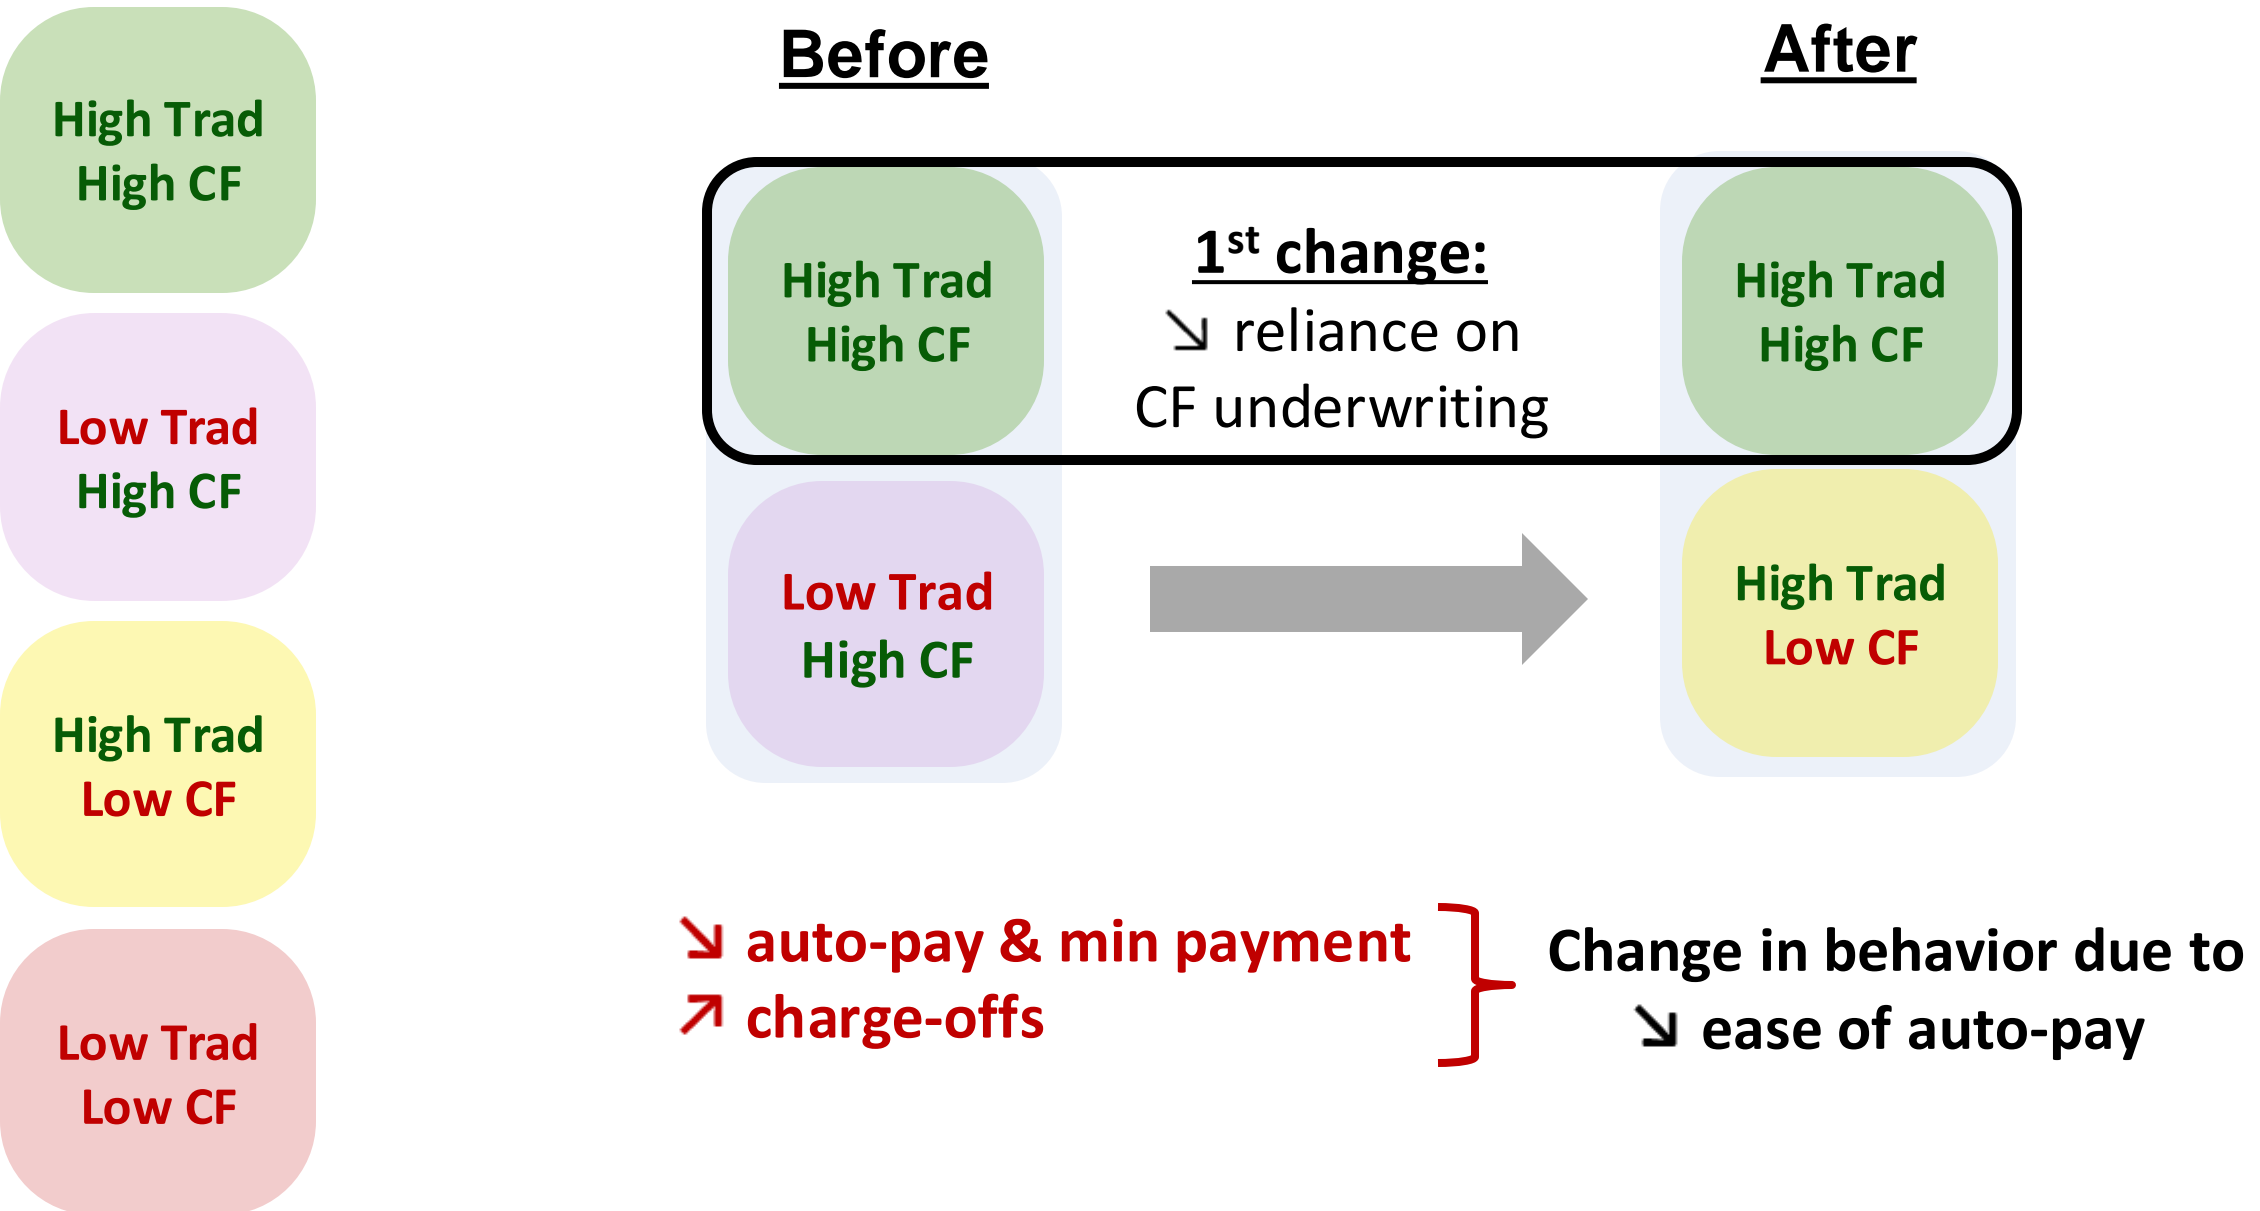 High Trad
High CF
Low Trad
High CF
High Trad
Low CF
Low Trad
Low CF
Before
After
High Trad
High CF
Low Trad
High CF
1st change:
↘ reliance on
CF underwriting
High Trad
High CF
High Trad
Low CF
↘ auto-pay & min payment
↗ charge-offs
Change in behavior due to
↘ ease of auto-pay